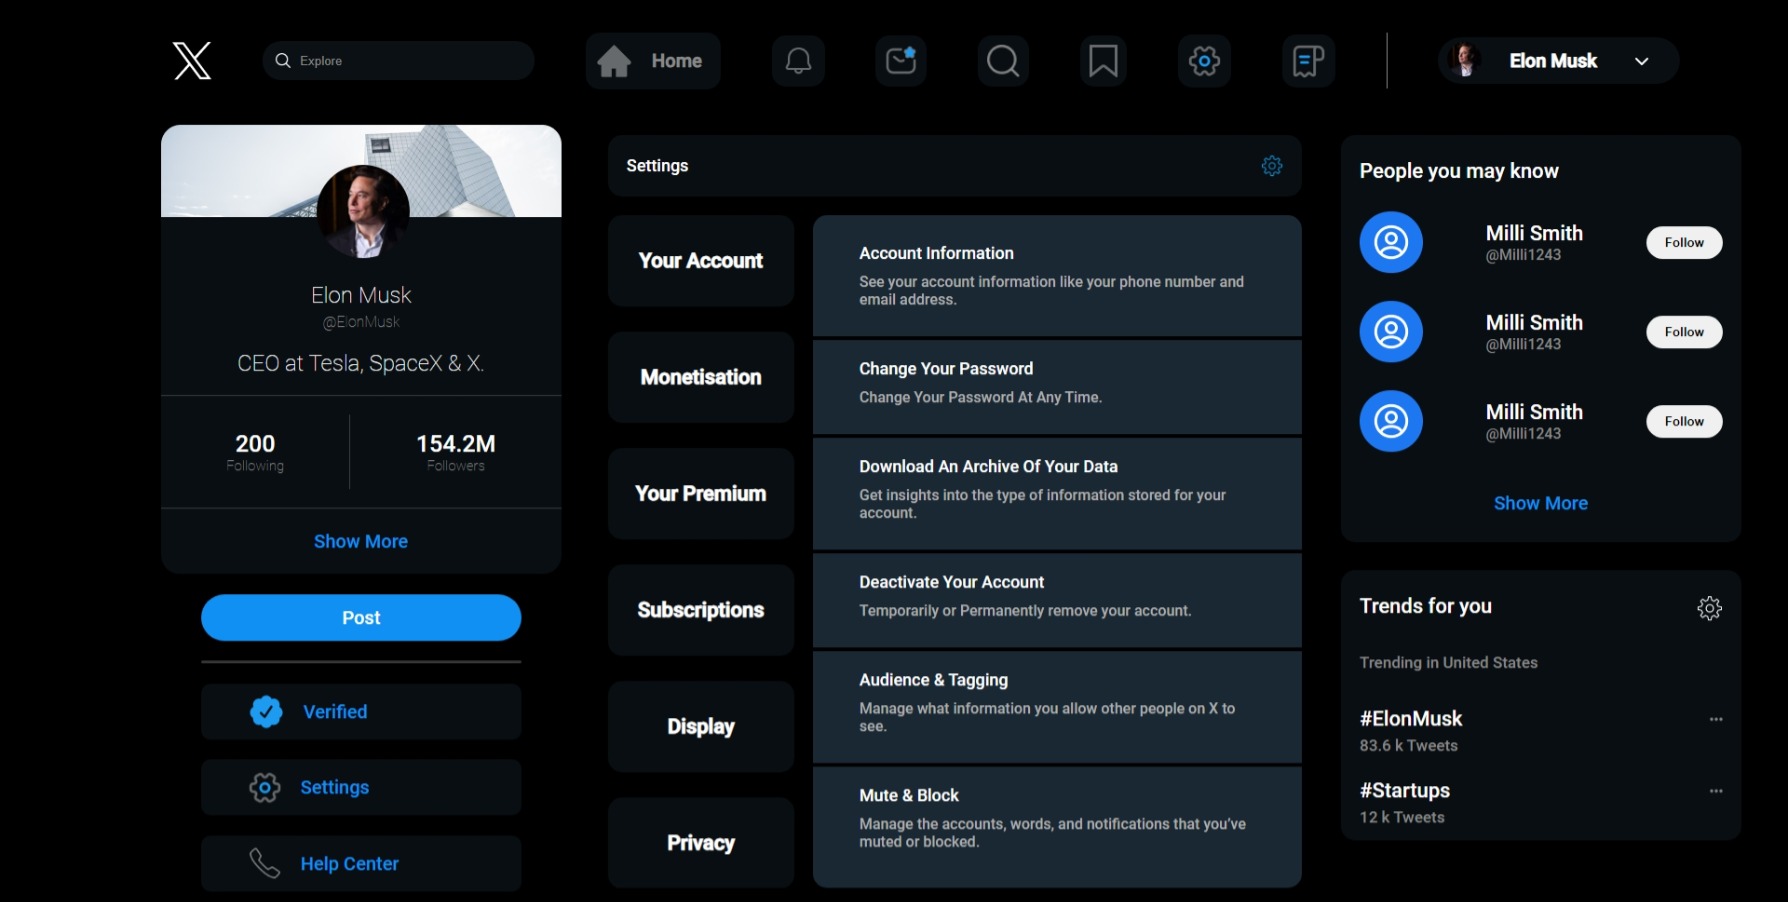 X
Explore
Home
Elon Musk
Elon Musk
@ElonMusk
CEO at Tesla, SpaceX & X.
200
Following
154.2M
Followers
Show More
Post
Verified
Settings
Help Center
Settings
Your Account
Monetisation
Your Premium
Subscriptions
Display
Privacy
Account Information
See your account information like your phone number and
email address.
Change Your Password
Change Your Password At Any Time.
Download An Archive Of Your Data
Get insights into the type of information stored for your
account.
Deactivate Your Account
Temporarily or Permanently remove your account.
Audience & Tagging
Manage what information you allow other people on X to
see.
Mute & Block
Manage the accounts, words, and notifications that you've
muted or blocked.
People you may know
Milli Smith
@Milli1243
Follow
Milli Smith
@Milli1243
Follow
Milli Smith
@Milli1243
Follow
Show More
Trends for you
Trending in United States
#ElonMusk
83.6 k Tweets
#Startups
12 k Tweets